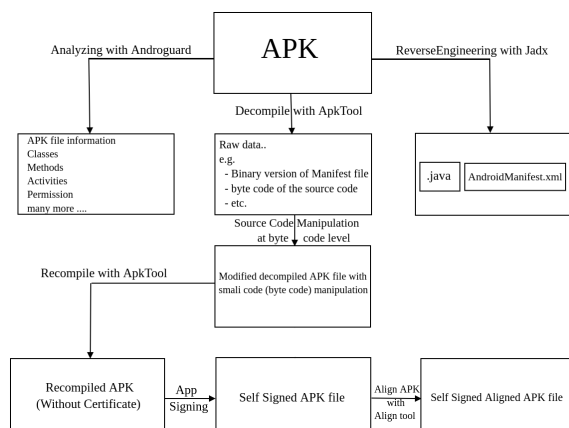 APK
Analyzing with Androguard
ReverseEngineering with Jadx
Decompile with ApkTool
APK file information
Classes
Methods
Activities
Permission
many more ....
Raw data..
e.g.
- Binary version of Manifest file
- byte code of the source code
- etc.
.java
AndroidManifest.xml
Source Code Manipulation
at byte code level
Modified decompiled APK file with
smali code (byte code) manipulation
Recompile with ApkTool
Recompiled APK
(Without Certificate)
App
Signing
Self Signed APK file
Align APK
with
Align tool
Self Signed Aligned APK file